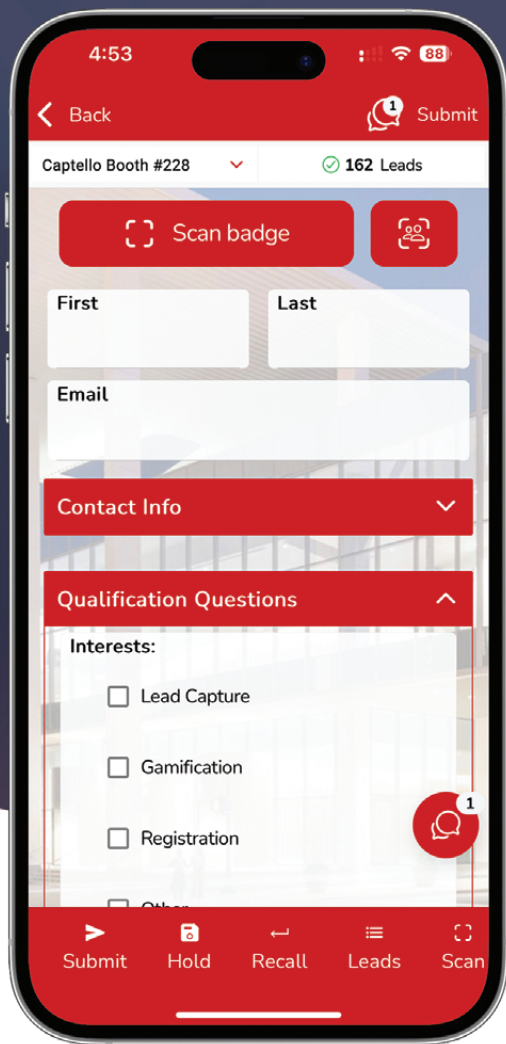 4:53
88
Back
1
Submit
Captello Booth #228
162 Leads
Scan badge
First
Last
Email
Contact Info
Qualification Questions
Interests:
Lead Capture
Gamification
Registration
1
Other
Submit
Hold
Recall
Leads
Scan